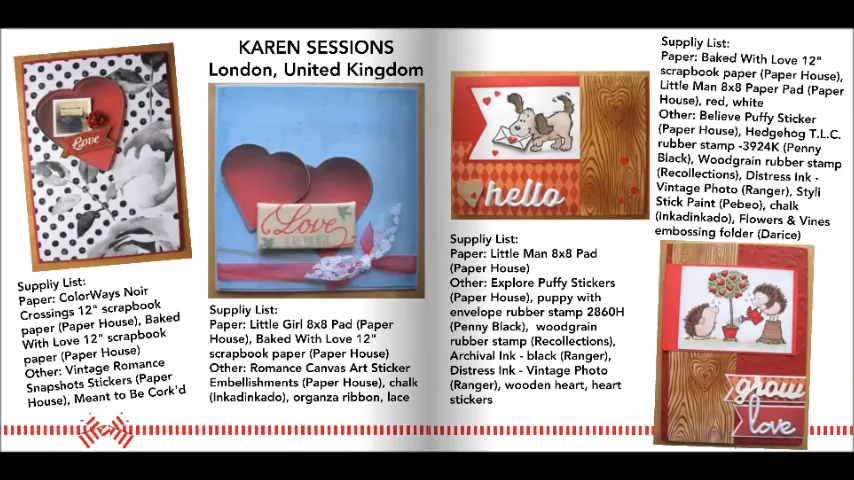 KAREN SESSIONS
London, United Kingdom
Love
Suppliy List:
Paper: ColorWays Noir
Crossings 12" scrapbook
paper (Paper House), Baked
With Love 12" scrapbook
paper (Paper House)
Other: Vintage Romance
Snapshots Stickers (Paper
House), Meant to Be Cork'd
Love
Suppliy List:
Paper: Little Girl 8x8 Pad (Paper
House), Baked With Love 12"
scrapbook paper (Paper House)
Other: Romance Canvas Art Sticker
Embellishments (Paper House), chalk
(Inkadinkado), organza ribbon, lace
hello
Suppliy List:
Paper: Little Man 8x8 Pad
(Paper House)
Other: Explore Puffy Stickers
(Paper House), puppy with
envelope rubber stamp 2860H
(Penny Black), woodgrain
rubber stamp (Recollections),
Archival Ink - black (Ranger),
Distress Ink - Vintage Photo
(Ranger), wooden heart, heart
stickers
Suppliy List:
Paper: Baked With Love 12"
scrapbook paper (Paper House),
Little Man 8x8 Paper Pad (Paper
House), red, white
Other: Believe Puffy Sticker
(Paper House), Hedgehog T.L.C.
rubber stamp -3924K (Penny
Black), Woodgrain rubber stamp
(Recollections), Distress Ink -
Vintage Photo (Ranger), Styli
Stick Paint (Pebeo), chalk
(Inkadinkado), Flowers & Vines
embossing folder (Darice)
grow
love